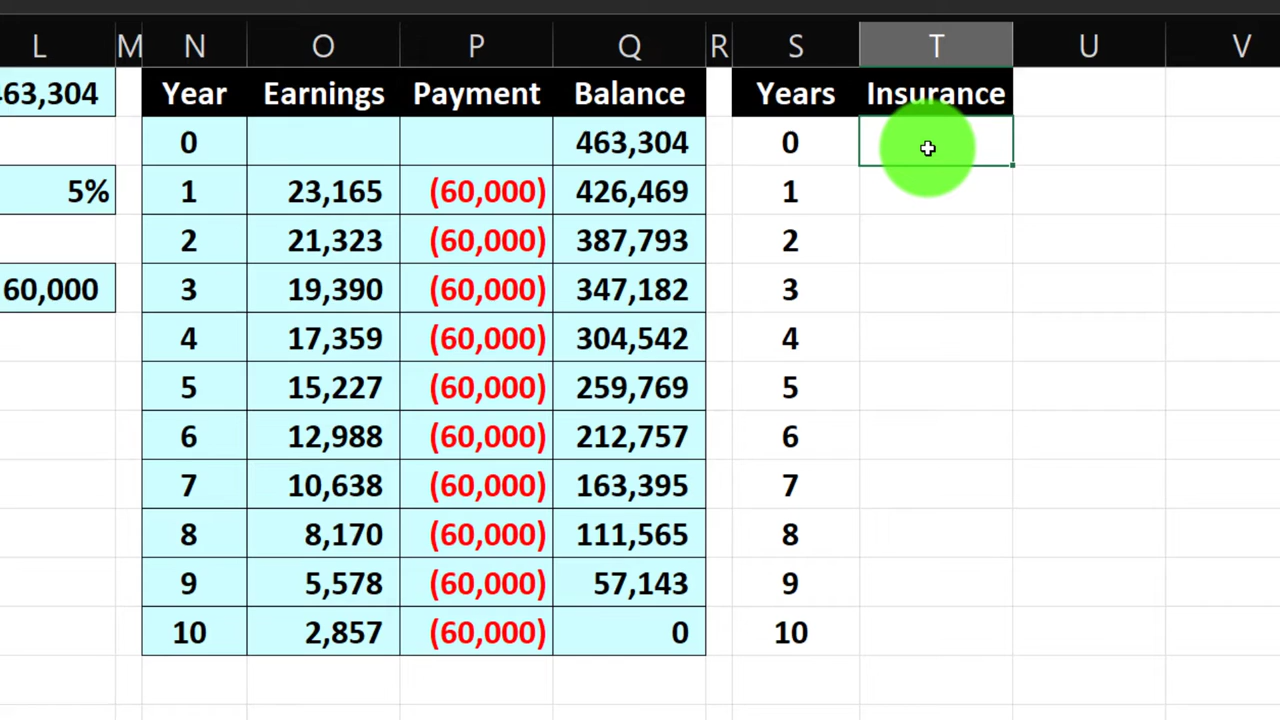 L M N O P Q R S T U V
463,304 Year Earnings Payment Balance Years Insurance
0 463,304 0
5% 1 23,165 (60,000) 426,469 1
2 21,323 (60,000) 387,793 2
60,000 3 19,390 (60,000) 347,182 3
4 17,359 (60,000) 304,542 4
5 15,227 (60,000) 259,769 5
6 12,988 (60,000) 212,757 6
7 10,638 (60,000) 163,395 7
8 8,170 (60,000) 111,565 8
9 5,578 (60,000) 57,143 9
10 2,857 (60,000) 0 10